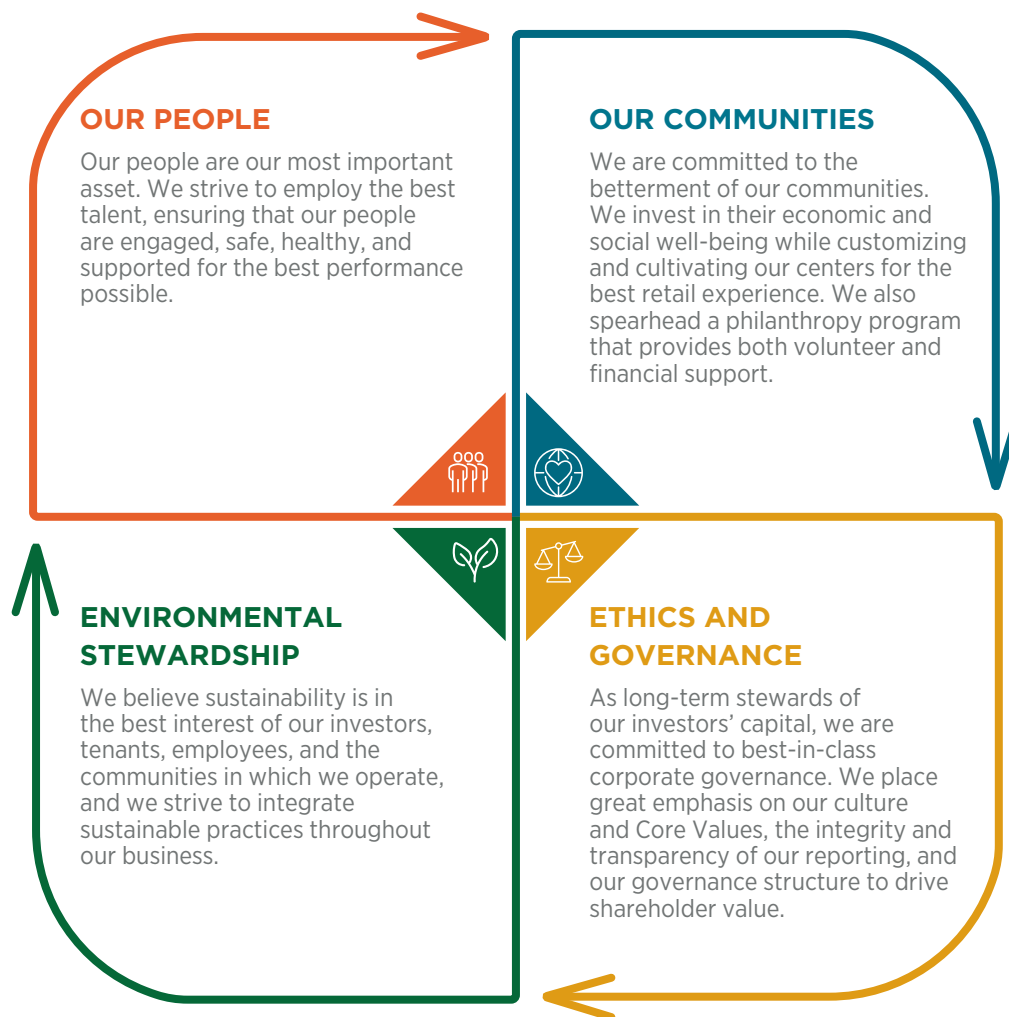 OUR PEOPLE
Our people are our most important
asset. We strive to employ the best
talent, ensuring that our people
are engaged, safe, healthy, and
supported for the best performance
possible.
OUR COMMUNITIES
We are committed to the
betterment of our communities.
We invest in their economic and
social well-being while customizing
and cultivating our centers for the
best retail experience. We also
spearhead a philanthropy program
that provides both volunteer and
financial support.
ENVIRONMENTAL
STEWARDSHIP
We believe sustainability is in
the best interest of our investors,
tenants, employees, and the
communities in which we operate,
and we strive to integrate
sustainable practices throughout
our business.
ETHICS AND
GOVERNANCE
As long-term stewards of
our investors’ capital, we are
committed to best-in-class
corporate governance. We place
great emphasis on our culture
and Core Values, the integrity and
transparency of our reporting, and
our governance structure to drive
shareholder value.